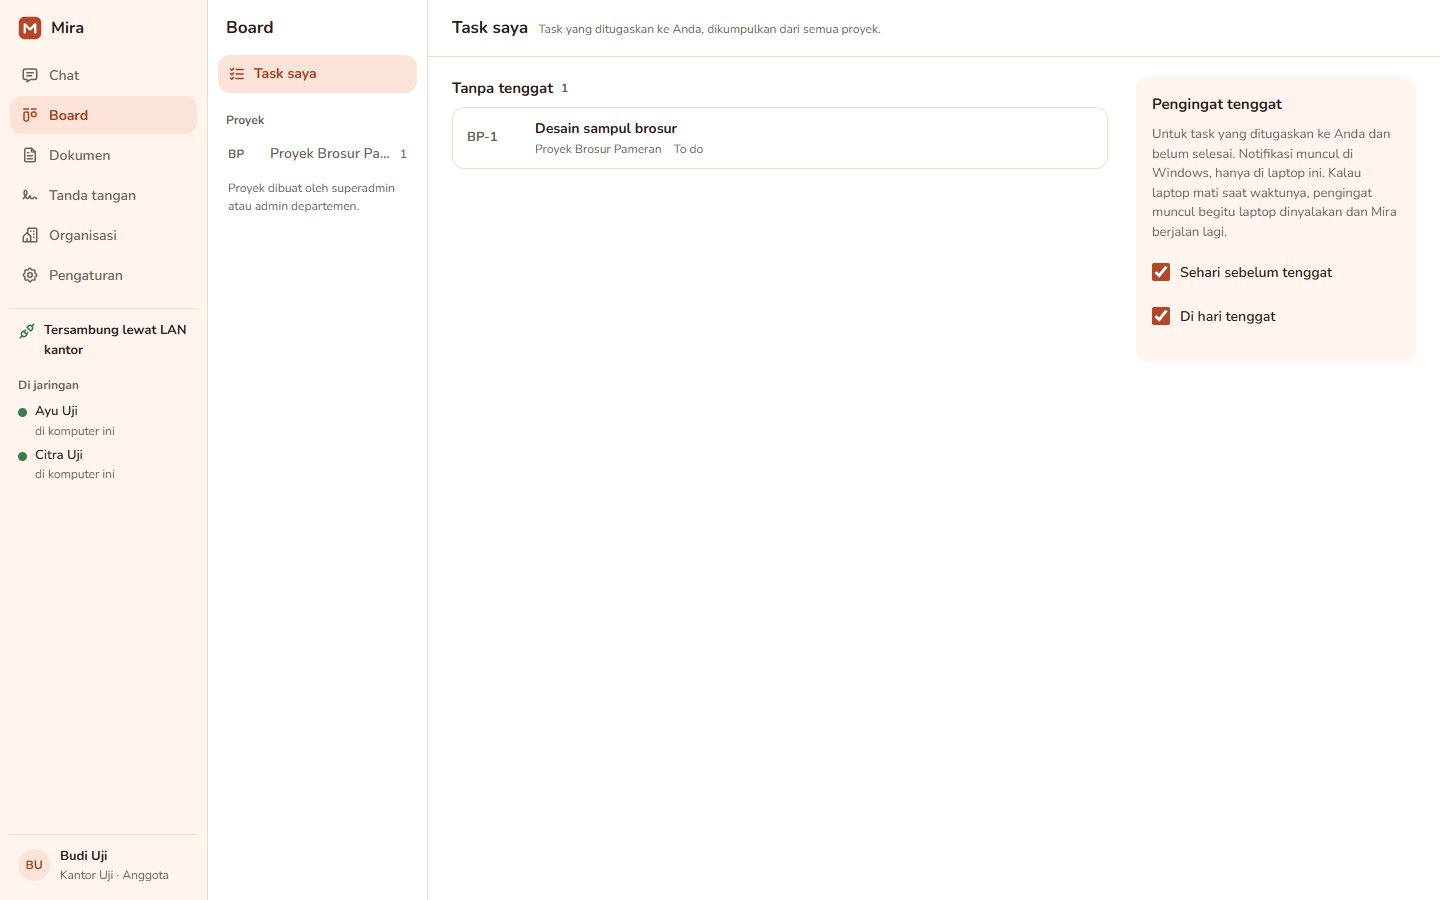 Mira
Chat
Board
Dokumen
Tanda tangan
Organisasi
Pengaturan
Tersambung lewat LAN
kantor
Di jaringan
Ayu Uji
di komputer ini
Citra Uji
di komputer ini
BU
Budi Uji
Kantor Uji · Anggota
Board
Task saya
Proyek
BP Proyek Brosur Pa... 1
Proyek dibuat oleh superadmin
atau admin departemen.
Task saya Task yang ditugaskan ke Anda, dikumpulkan dari semua proyek.
Tanpa tenggat 1
BP-1
Desain sampul brosur
Proyek Brosur Pameran To do
Pengingat tenggat
Untuk task yang ditugaskan ke Anda dan
belum selesai. Notifikasi muncul di
Windows, hanya di laptop ini. Kalau
laptop mati saat waktunya, pengingat
muncul begitu laptop dinyalakan dan Mira
berjalan lagi.
Sehari sebelum tenggat
Di hari tenggat